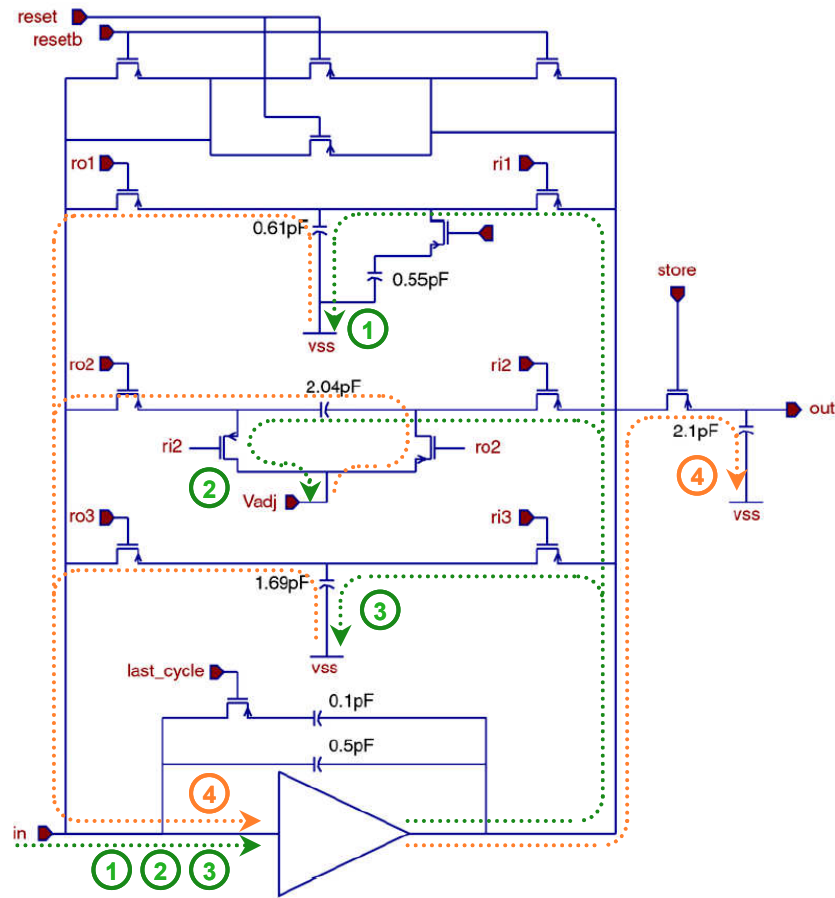 reset
resetb
ro1
ri1
0.61pF
0.55pF
store
1
vss
ro2
ri2
2.04pF
out
2.1pF
ri2
ro2
2
4
Vadj
vss
ro3
ri3
1.69pF
3
vss
last_cycle
0.1pF
0.5pF
4
in
1 2 3